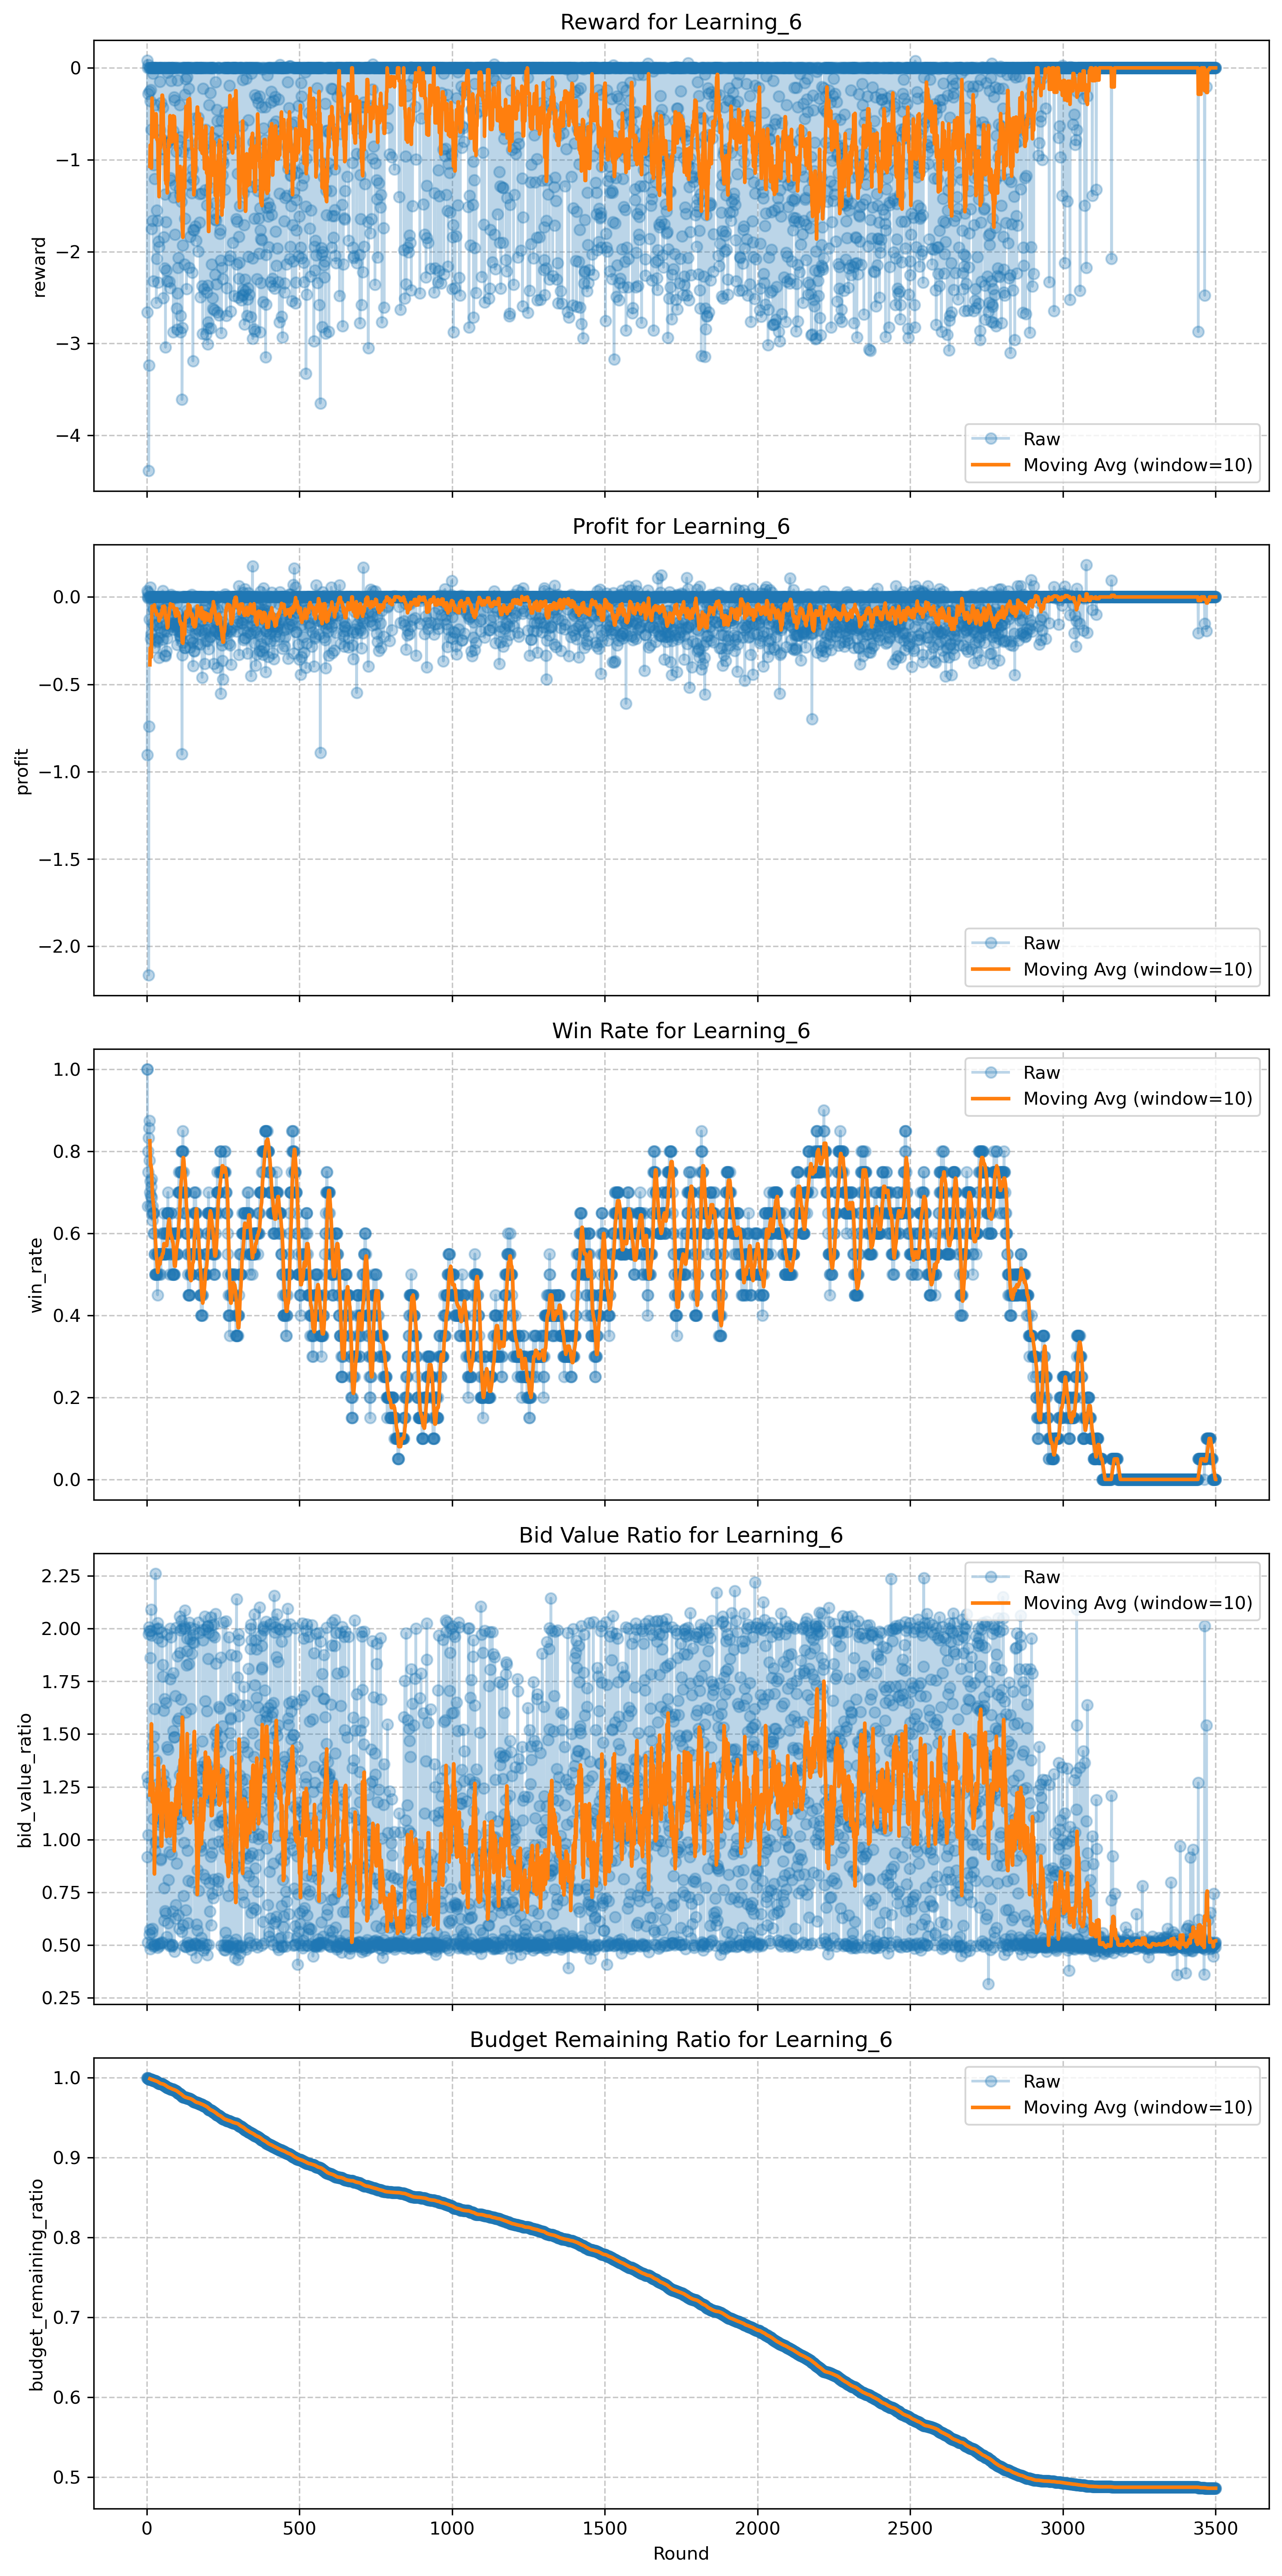 Reward for Learning_6
0
−1
−2
−3
−4
reward
Raw
Moving Avg (window=10)
Profit for Learning_6
0.0
−0.5
−1.0
−1.5
−2.0
profit
Raw
Moving Avg (window=10)
Win Rate for Learning_6
1.0
0.8
0.6
0.4
0.2
0.0
win_rate
Raw
Moving Avg (window=10)
Bid Value Ratio for Learning_6
2.25
2.00
1.75
1.50
1.25
1.00
0.75
0.50
0.25
bid_value_ratio
Raw
Moving Avg (window=10)
Budget Remaining Ratio for Learning_6
1.0
0.9
0.8
0.7
0.6
0.5
budget_remaining_ratio
Raw
Moving Avg (window=10)
0 500 1000 1500 2000 2500 3000 3500
Round